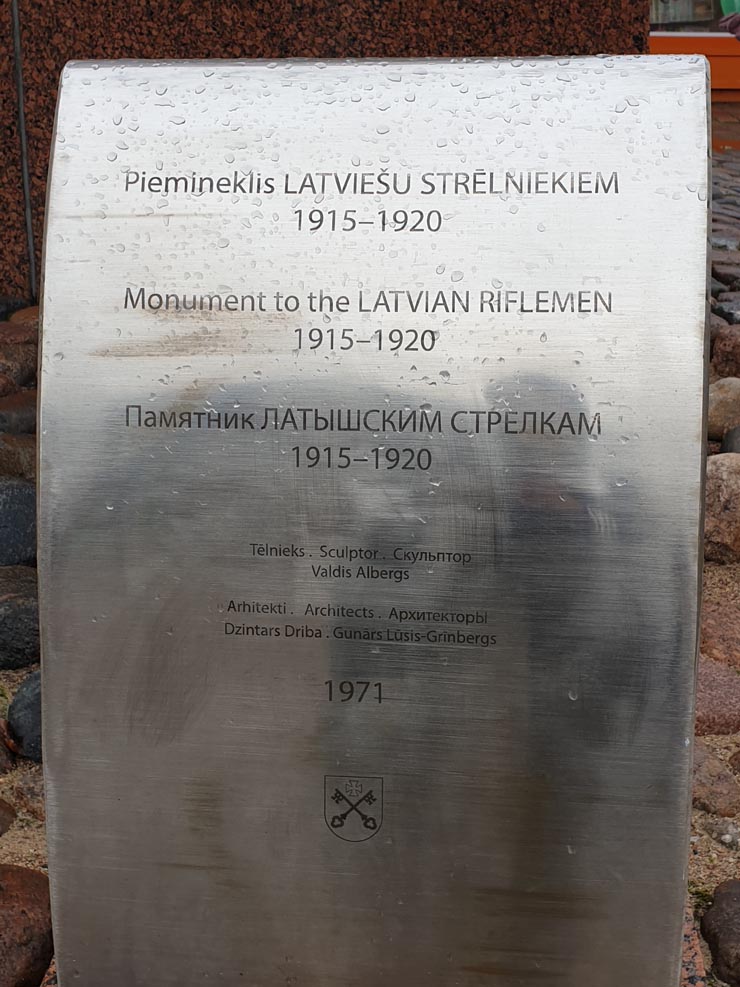 Piemineklis LATVIEŠU STRĒLNIEKIEM
1915–1920
Monument to the LATVIAN RIFLEMEN
1915–1920
Памятник ЛАТЫШСКИМ СТРЕЛКАМ
1915–1920
Tēlnieks . Sculptor . Скульптор
Valdis Albergs
Arhitekti . Architects . Архитекторы
Dzintars Driba . Gunārs Lūsis-Grīnbergs
1971